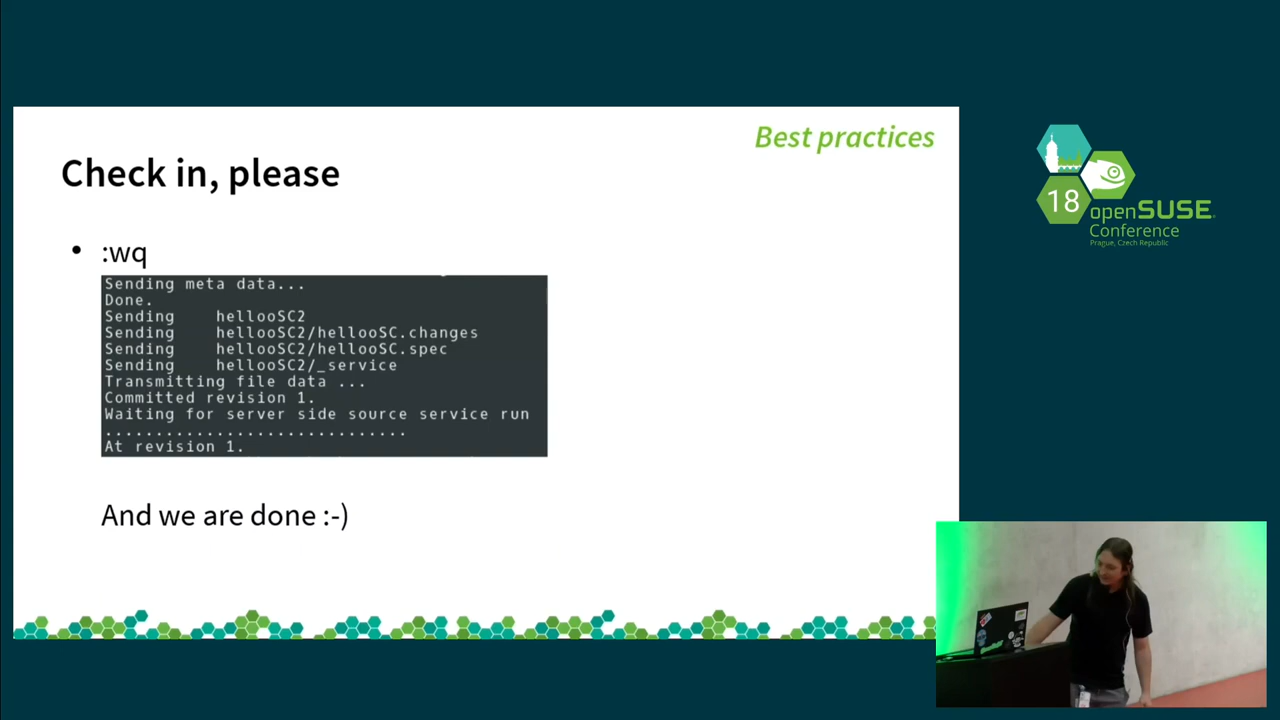 Best practices
Check in, please
• :wq
Sending meta data...
Done.
Sending    hellooSC2
Sending    hellooSC2/hellooSC.changes
Sending    hellooSC2/hellooSC.spec
Sending    hellooSC2/_service
Transmitting file data ...
Committed revision 1.
Waiting for server side source service run
..............................
At revision 1.
And we are done :-)
18
openSUSE
Conference
Prague, Czech Republic